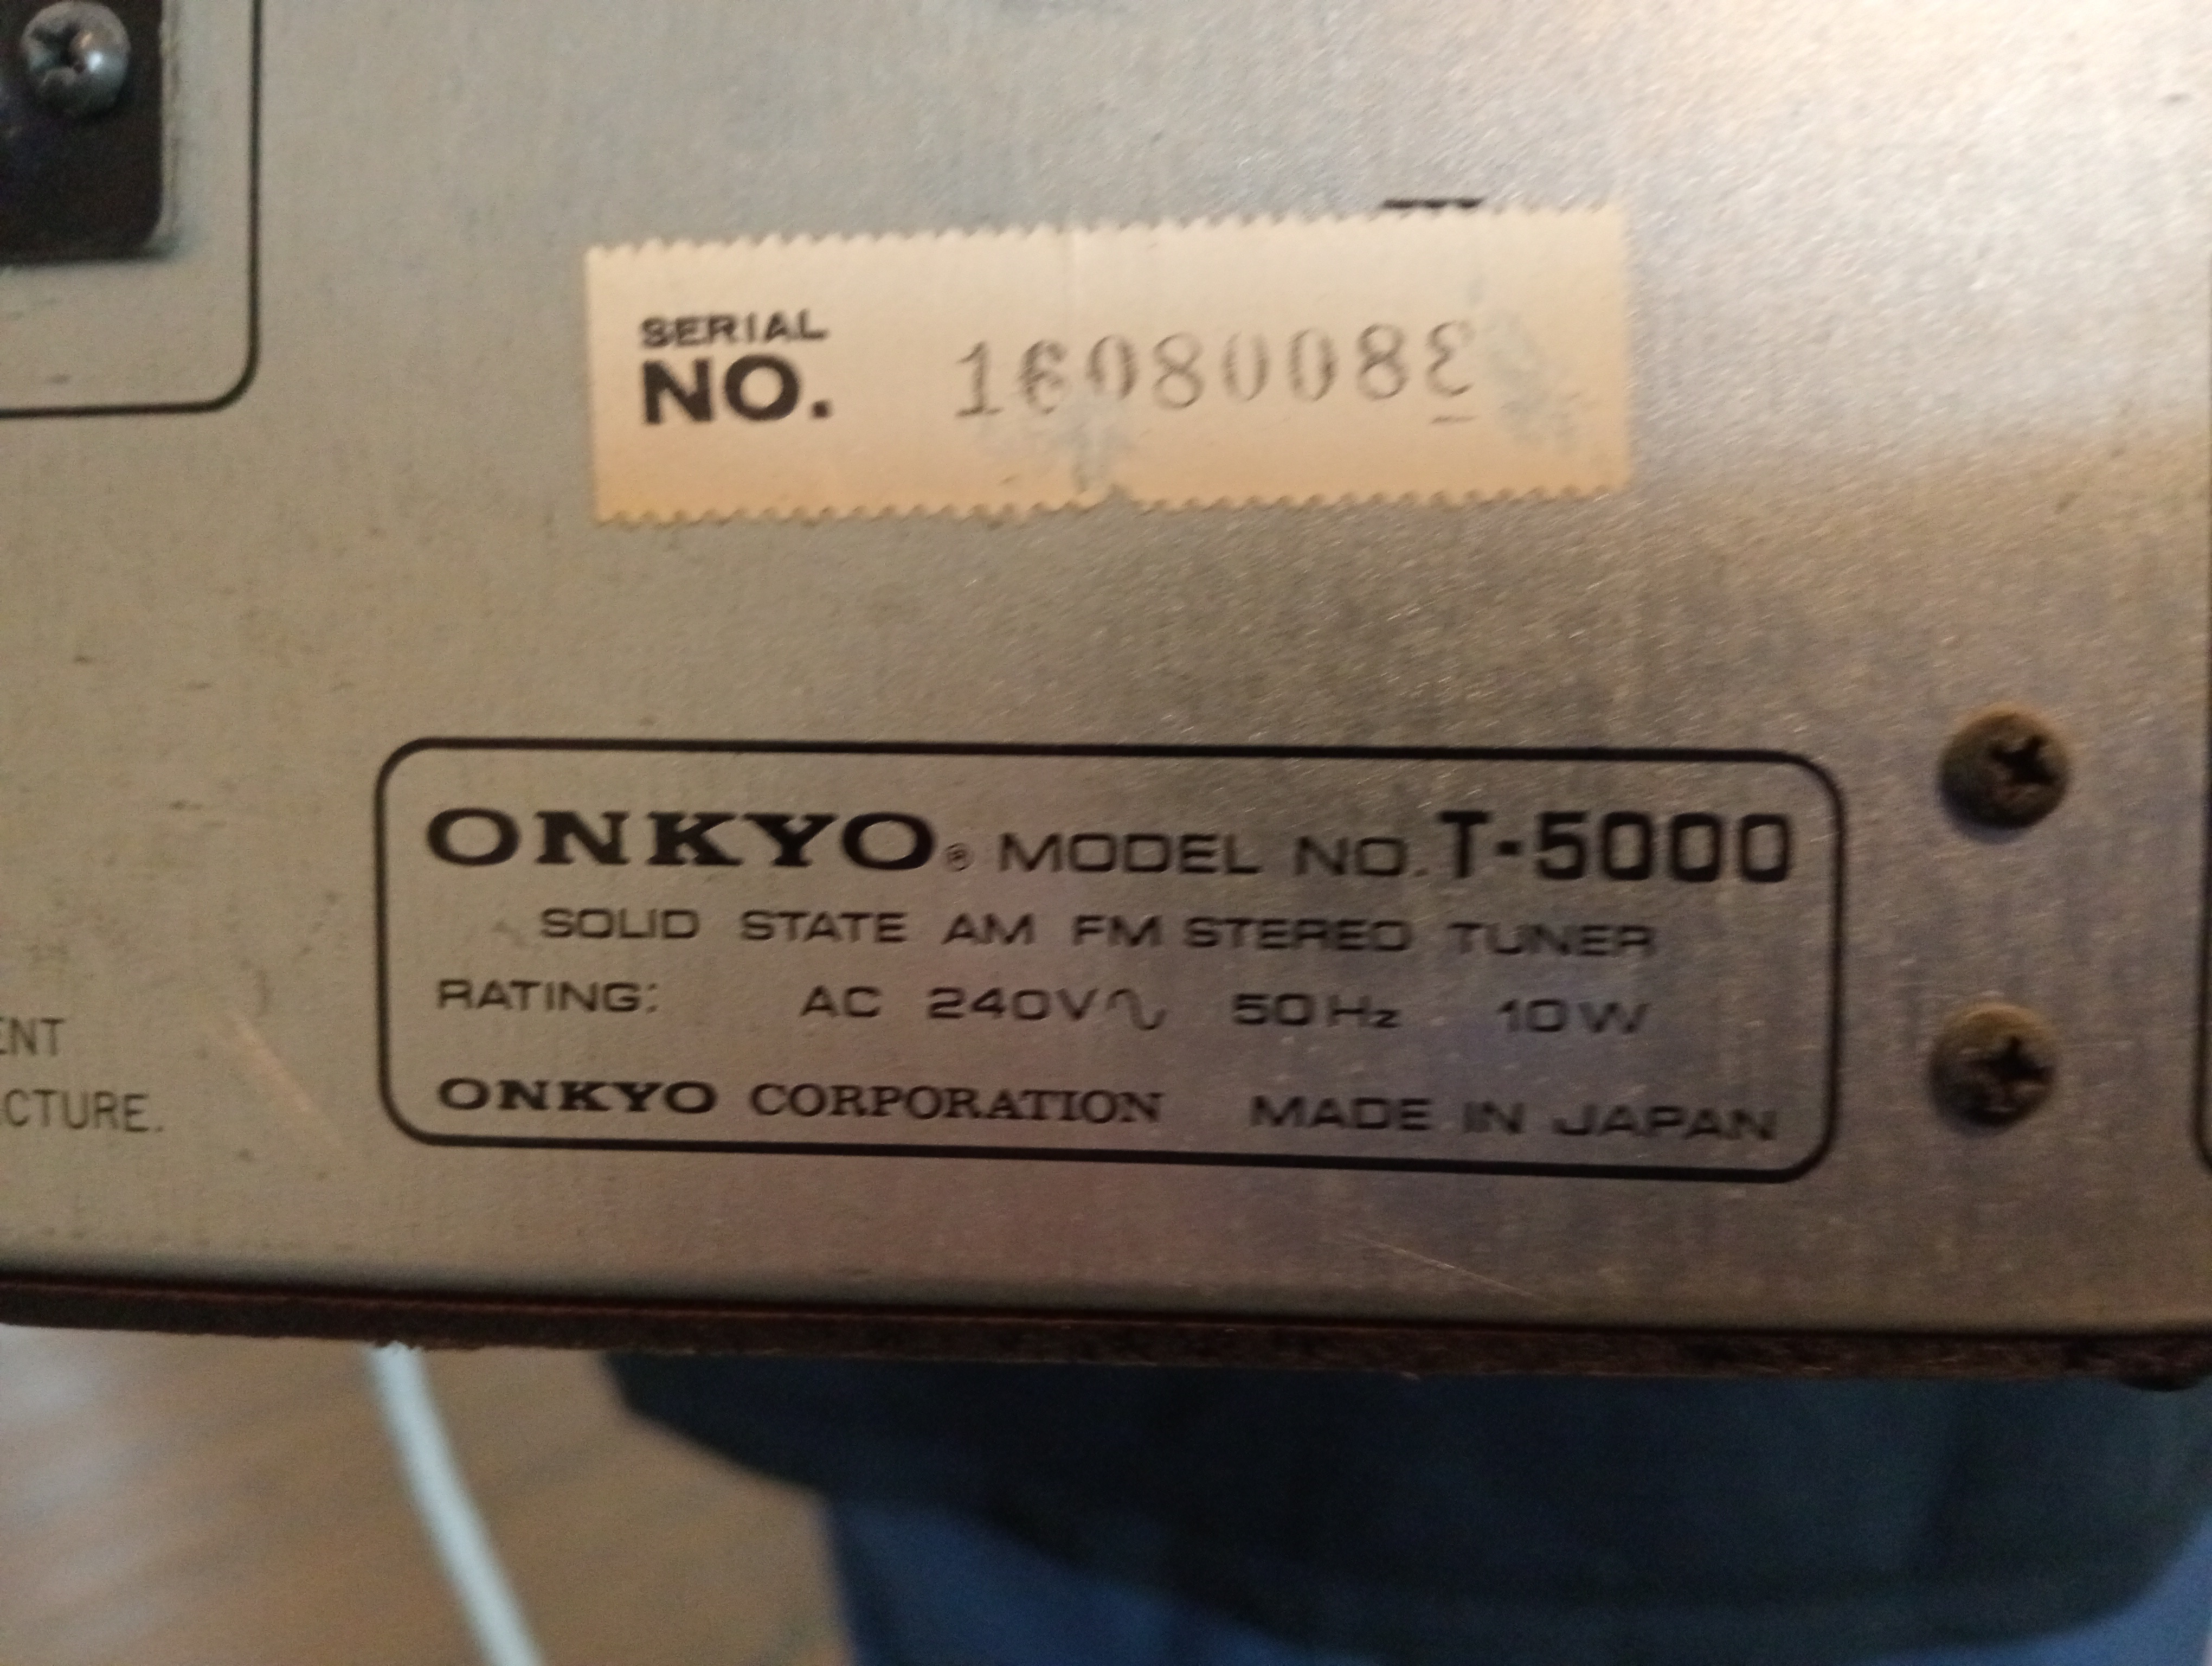 SERIAL
NO.
ONKYO® MODEL NO. T-5000
SOLID STATE AM FM STEREO TUNER
RATING: AC 240V∿ 50Hz 10W
ONKYO CORPORATION MADE IN JAPAN
CTURE.